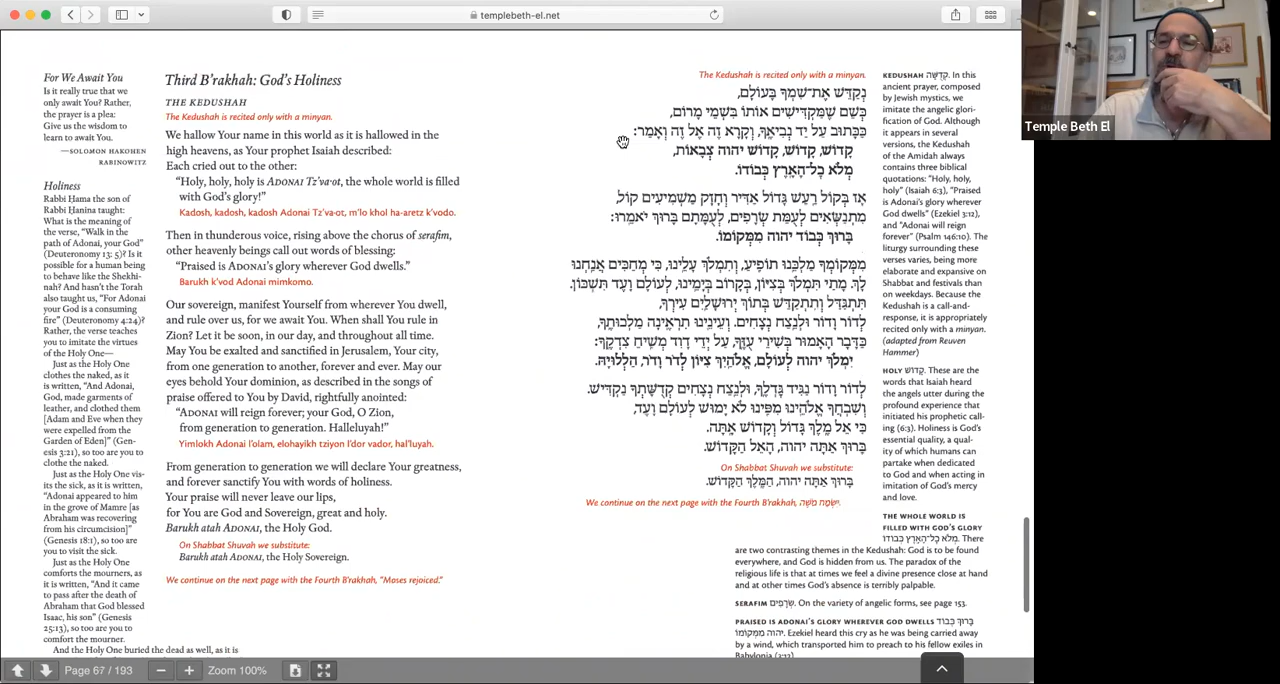 templebeth-el.net
Temple Beth El
For We Await You
Is it really true that we
only await You? Rather,
the prayer is a plea:
Give us the wisdom to
learn to await You.
—SOLOMON HAKOHEN
RABINOWITZ
Holiness
Rabbi Ḥama the son of
Rabbi Ḥanina taught:
What is the meaning of
the verse, “Walk in the
path of Adonai, your God”
(Deuteronomy 13: 5)? Is it
possible for a human being
to behave like the Shekhi-
nah? And hasn't the Torah
also taught us, “For Adonai
your God is a consuming
fire” (Deuteronomy 4:24)?
Rather, the verse teaches
you to imitate the virtues
of the Holy One—
Just as the Holy One
clothes the naked, as it
is written, “And Adonai,
God, made garments of
leather, and clothed them
[Adam and Eve when they
were expelled from the
Garden of Eden]” (Gen-
esis 3:21), so too are you to
clothe the naked.
Just as the Holy One vis-
its the sick, as it is written,
“Adonai appeared to him
in the grove of Mamre [as
Abraham was recovering
from his circumcision]”
(Genesis 18:1), so too are
you to visit the sick.
Just as the Holy One
comforts the mourners, as
it is written, “And it came
to pass after the death of
Abraham that God blessed
Isaac, his son” (Genesis
25:13), so too are you to
comfort the mourner.
And the Holy One buried the dead as well, as it is
Third B’rakhah: God’s Holiness
THE KEDUSHAH
The Kedushah is recited only with a minyan.
We hallow Your name in this world as it is hallowed in the
high heavens, as Your prophet Isaiah described:
Each cried out to the other:
“Holy, holy, holy is ADONAI Tz’va·ot, the whole world is filled
with God’s glory!”
Kadosh, kadosh, kadosh Adonai Tz’va-ot, m’lo khol ha-aretz k’vodo.
Then in thunderous voice, rising above the chorus of serafim,
other heavenly beings call out words of blessing:
“Praised is ADONAI’s glory wherever God dwells.”
Barukh k’vod Adonai mimkomo.
Our sovereign, manifest Yourself from wherever You dwell,
and rule over us, for we await You. When shall You rule in
Zion? Let it be soon, in our day, and throughout all time.
May You be exalted and sanctified in Jerusalem, Your city,
from one generation to another, forever and ever. May our
eyes behold Your dominion, as described in the songs of
praise offered to You by David, rightfully anointed:
“ADONAI will reign forever; your God, O Zion,
from generation to generation. Halleluyah!”
Yimlokh Adonai l’olam, elohayikh tziyon l’dor vador, hal’luyah.
From generation to generation we will declare Your greatness,
and forever sanctify You with words of holiness.
Your praise will never leave our lips,
for You are God and Sovereign, great and holy.
Barukh atah ADONAI, the Holy God.
On Shabbat Shuvah we substitute:
Barukh atah ADONAI, the Holy Sovereign.
We continue on the next page with the Fourth B’rakhah, “Moses rejoiced.”
The Kedushah is recited only with a minyan.
נְקַדֵּשׁ אֶת־שִׁמְךָ בָּעוֹלָם,
כְּשֵׁם שֶׁמַּקְדִּישִׁים אוֹתוֹ בִּשְׁמֵי מָרוֹם,
כַּכָּתוּב עַל יַד נְבִיאֶֽךָ, וְקָרָא זֶה אֶל זֶה וְאָמַר:
קָדוֹשׁ, קָדוֹשׁ, קָדוֹשׁ יהוה צְבָאוֹת,
מְלֹא כָל־הָאָֽרֶץ כְּבוֹדוֹ.
אָז בְּקוֹל רַֽעַשׁ גָּדוֹל אַדִּיר וְחָזָק מַשְׁמִיעִים קוֹל,
מִתְנַשְּׂאִים לְעֻמַּת שְׂרָפִים, לְעֻמָּתָם בָּרוּךְ יֹאמֵֽרוּ:
בָּרוּךְ כְּבוֹד יהוה מִמְּקוֹמוֹ.
מִמְּקוֹמְךָ מַלְכֵּֽנוּ תוֹפִֽיעַ, וְתִמְלֹךְ עָלֵֽינוּ, כִּי מְחַכִּים אֲנַֽחְנוּ
לָךְ. מָתַי תִּמְלֹךְ בְּצִיּוֹן, בְּקָרוֹב בְּיָמֵֽינוּ, לְעוֹלָם וָעֶד תִּשְׁכּוֹן.
תִּתְגַּדַּל וְתִתְקַדַּשׁ בְּתוֹךְ יְרוּשָׁלַֽיִם עִירְךָ,
לְדוֹר וָדוֹר וּלְנֵֽצַח נְצָחִים. וְעֵינֵֽינוּ תִרְאֶֽינָה מַלְכוּתֶֽךָ,
כַּדָּבָר הָאָמוּר בְּשִׁירֵי עֻזֶּֽךָ, עַל יְדֵי דָוִד מְשִֽׁיחַ צִדְקֶֽךָ:
יִמְלֹךְ יהוה לְעוֹלָם, אֱלֹהַֽיִךְ צִיּוֹן לְדֹר וָדֹר, הַלְלוּיָהּ.
לְדוֹר וָדוֹר נַגִּיד גָּדְלֶֽךָ, וּלְנֵֽצַח נְצָחִים קְדֻשָּׁתְךָ נַקְדִּישׁ.
וְשִׁבְחֲךָ אֱלֹהֵֽינוּ מִפִּֽינוּ לֹא יָמוּשׁ לְעוֹלָם וָעֶד,
כִּי אֵל מֶֽלֶךְ גָּדוֹל וְקָדוֹשׁ אַֽתָּה.
בָּרוּךְ אַתָּה יהוה, הָאֵל הַקָּדוֹשׁ.
On Shabbat Shuvah we substitute:
בָּרוּךְ אַתָּה יהוה, הַמֶּֽלֶךְ הַקָּדוֹשׁ.
We continue on the next page with the Fourth B’rakhah, יִשְׂמַח מֹשֶׁה.
KEDUSHAH קְדֻשָּׁה. In this
ancient prayer, composed
by Jewish mystics, we
imitate the angelic glori-
fication of God. Although
it appears in several
versions, the Kedushah
of the Amidah always
contains three biblical
quotations: “Holy, holy,
holy” (Isaiah 6:3), “Praised
is Adonai’s glory wherever
God dwells” (Ezekiel 3:12),
and “Adonai will reign
forever” (Psalm 146:10). The
liturgy surrounding these
verses varies, being more
elaborate and expansive on
Shabbat and festivals than
on weekdays. Because the
Kedushah is a call-and-
response, it is appropriately
recited only with a minyan.
(adapted from Reuven
Hammer)
HOLY קָדוֹשׁ. These are the
words that Isaiah heard
the angels utter during the
profound experience that
initiated his prophetic call-
ing (6:3). Holiness is God’s
essential quality, a qual-
ity of which humans can
partake when dedicated
to God and when acting in
imitation of God’s mercy
and love.
THE WHOLE WORLD IS
FILLED WITH GOD’S GLORY
מְלֹא כָל־הָאָֽרֶץ כְּבוֹדוֹ. There
are two contrasting themes in the Kedushah: God is to be found
everywhere, and God is hidden from us. The paradox of the
religious life is that at times we feel a divine presence close at hand
and at other times God’s absence is terribly palpable.
SERAFIM שְׂרָפִים. On the variety of angelic forms, see page 153.
PRAISED IS ADONAI’S GLORY WHEREVER GOD DWELLS בָּרוּךְ כְּבוֹד
יהוה מִמְּקוֹמוֹ. Ezekiel heard this cry as he was being carried away
by a wind, which transported him to preach to his fellow exiles in
Babylonia (3:12).
Page 67 / 193
Zoom 100%